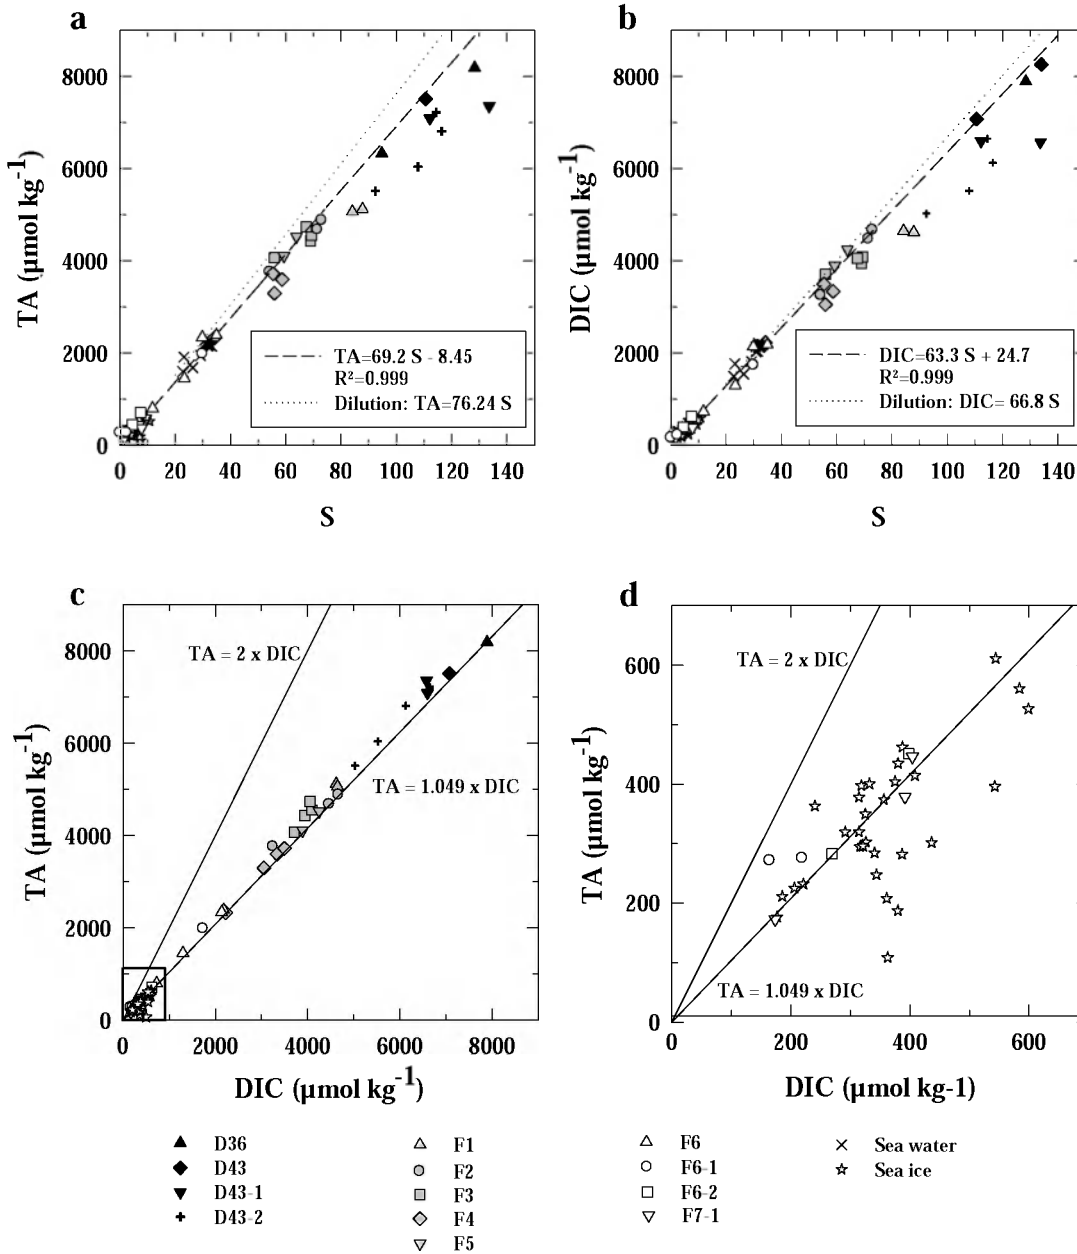 a
b
8000
6000
4000
2000
0
TA (µmol kg⁻¹)
TA=69.2 S - 8.45
R²=0.999
Dilution: TA=76.24 S
0 20 40 60 80 100 120 140
S
8000
6000
4000
2000
0
DIC (µmol kg⁻¹)
DIC=63.3 S + 24.7
R²=0.999
Dilution: DIC= 66.8 S
0 20 40 60 80 100 120 140
S
c
d
8000
6000
4000
2000
0
TA (µmol kg⁻¹)
TA = 2 x DIC
TA = 1.049 x DIC
0 2000 4000 6000 8000
DIC (µmol kg⁻¹)
600
400
200
0
TA (µmol kg⁻¹)
TA = 2 x DIC
TA = 1.049 x DIC
0 200 400 600
DIC (µmol kg-1)
D36
D43
D43-1
D43-2
F1
F2
F3
F4
F5
F6
F6-1
F6-2
F7-1
Sea water
Sea ice